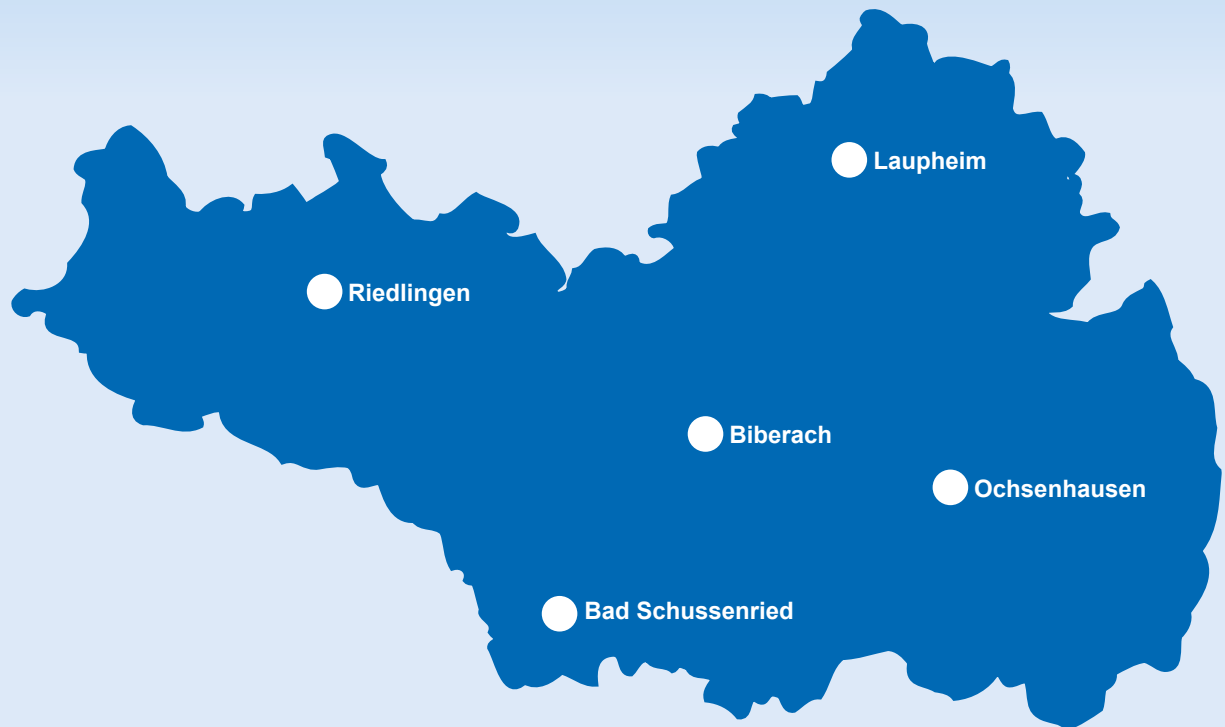 Laupheim
Riedlingen
Biberach
Ochsenhausen
Bad Schussenried